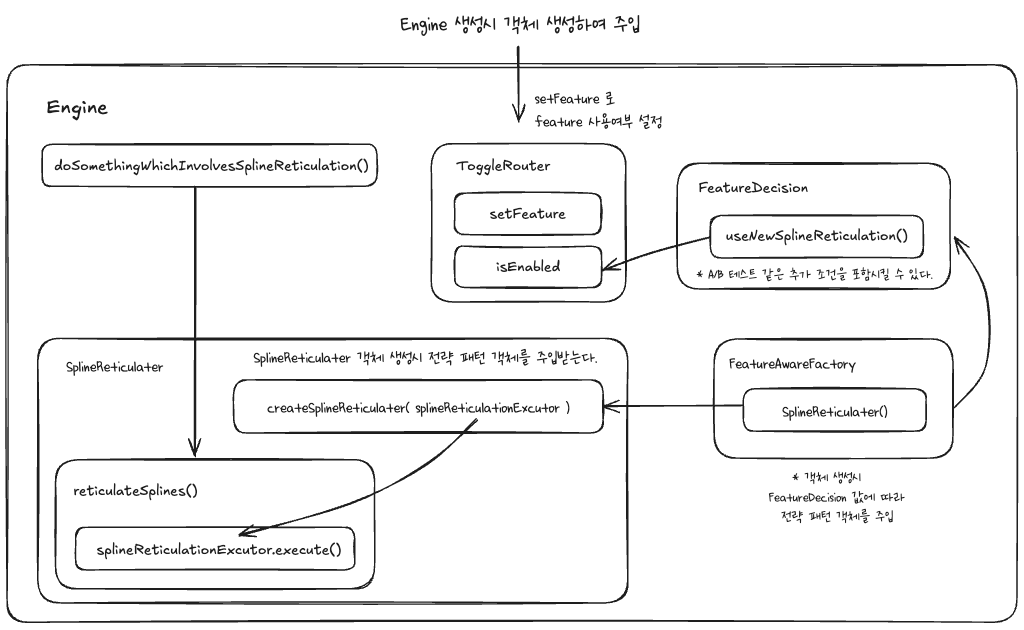 Engine 생성시 객체 생성하여 주입
setFeature 로
feature 사용여부 설정
Engine
doSomethingWhichInvolvesSplineReticulation()
ToggleRouter
setFeature
isEnabled
FeatureDecision
useNewSplineReticulation()
* A/B 테스트 같은 추가 조건을 포함시킬 수 있다.
SplineReticulater
SplineReticulater 객체 생성시 전략 패턴 객체를 주입받는다.
createSplineReticulater( splineReticulationExcutor )
reticulateSplines()
splineReticulationExcutor.execute()
FeatureAwareFactory
SplineReticulater()
* 객체 생성시
FeatureDecision 값에 따라
전략 패턴 객체를 주입